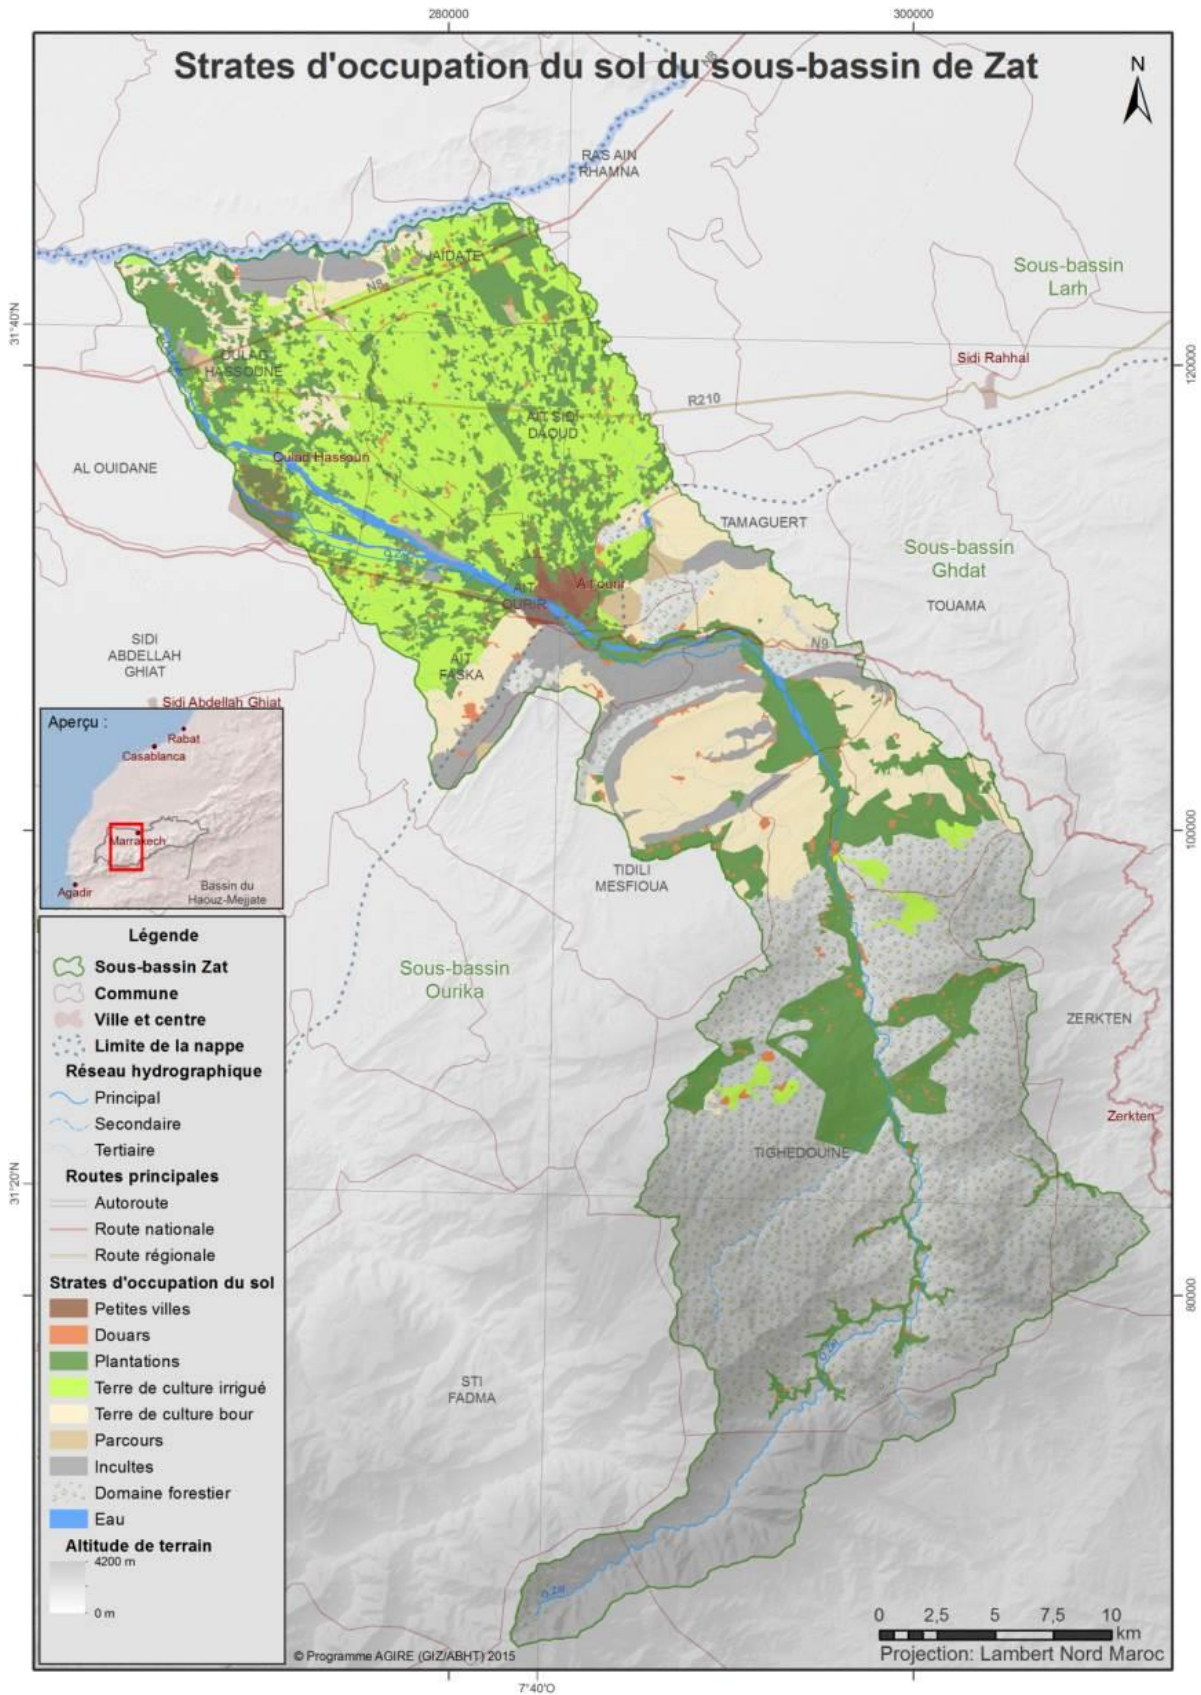 280000
300000
Strates d'occupation du sol du sous-bassin de Zat
N
N8
RAS AIN
RHAMNA
JAIDATE
N8
Sous-bassin
Larh
31°40'N
OULAD
HASSOUNE
Sidi Rahhal
120000
R210
AIT SIDI
DAOUD
AL OUIDANE
Oulad Hassoun
TAMAGUERT
Sous-bassin
Ghdat
TOUAMA
AIT
OURIR
Ait ourir
SIDI
ABDELLAH
GHIAT
N9
AIT
FASKA
Sidi Abdellah Ghiat
Aperçu :
Rabat
Casablanca
Marrakech
Agadir
Bassin du
Haouz-Mejjate
100000
TIDILI
MESFIOUA
Légende
Sous-bassin Zat
Commune
Ville et centre
Limite de la nappe
Réseau hydrographique
Principal
Secondaire
Tertiaire
Routes principales
Autoroute
Route nationale
Route régionale
Strates d'occupation du sol
Petites villes
Douars
Plantations
Terre de culture irrigué
Terre de culture bour
Parcours
Incultes
Domaine forestier
Eau
Altitude de terrain
4200 m
0 m
Sous-bassin
Ourika
ZERKTEN
Zerkten
TIGHEDOUINE
31°20'N
80000
O.Zat
STI
FADMA
O.Zat
0 2,5 5 7,5 10
km
Projection: Lambert Nord Maroc
© Programme AGIRE (GIZ/ABHT) 2015
7°40'O